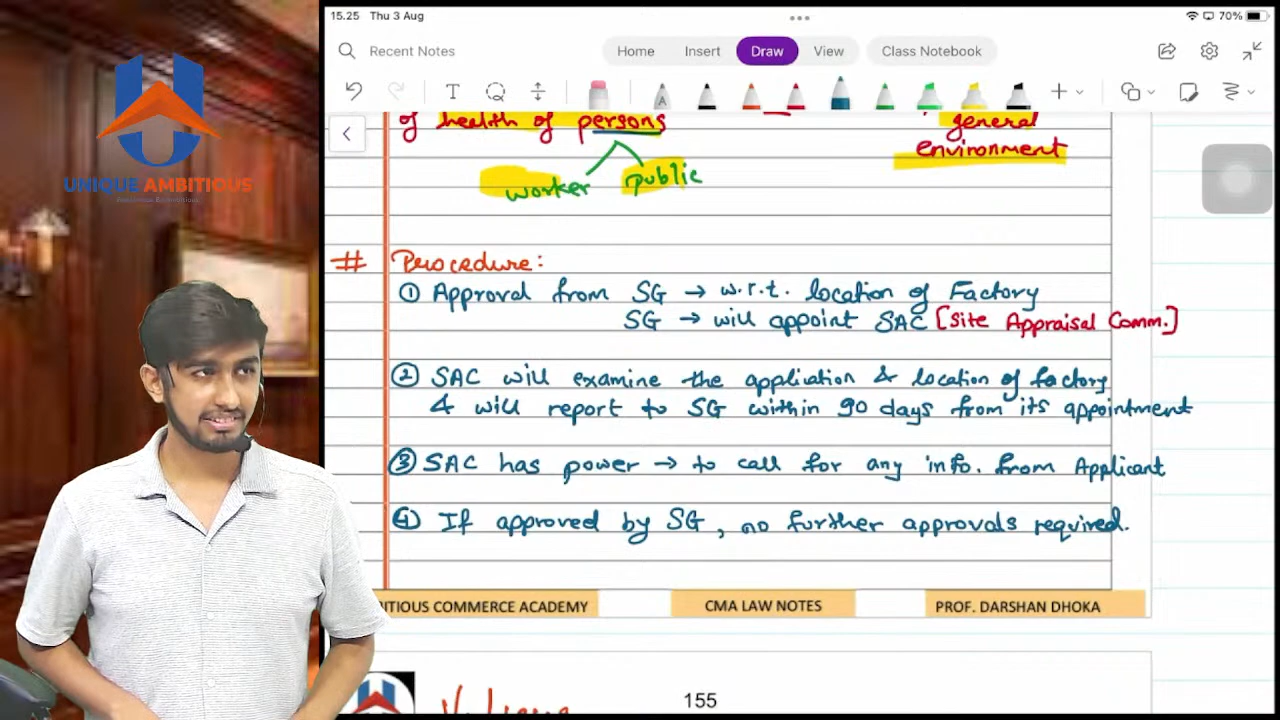 15.25 Thu 3 Aug
70%
Recent Notes
Home Insert Draw View Class Notebook
UNIQUE AMBITIOUS
of health of persons
general
environment
worker public
# Procedure:
① Approval from SG → w.r.t. location of Factory
SG → will appoint SAC [Site Appraisal Comm.]
② SAC will examine the application & location of factory
& will report to SG within 90 days from its appointment
③ SAC has power → to call for any info. from Applicant
④ If approved by SG, no further approvals required.
ITIOUS COMMERCE ACADEMY
CMA LAW NOTES
PROF. DARSHAN DHOKA
155